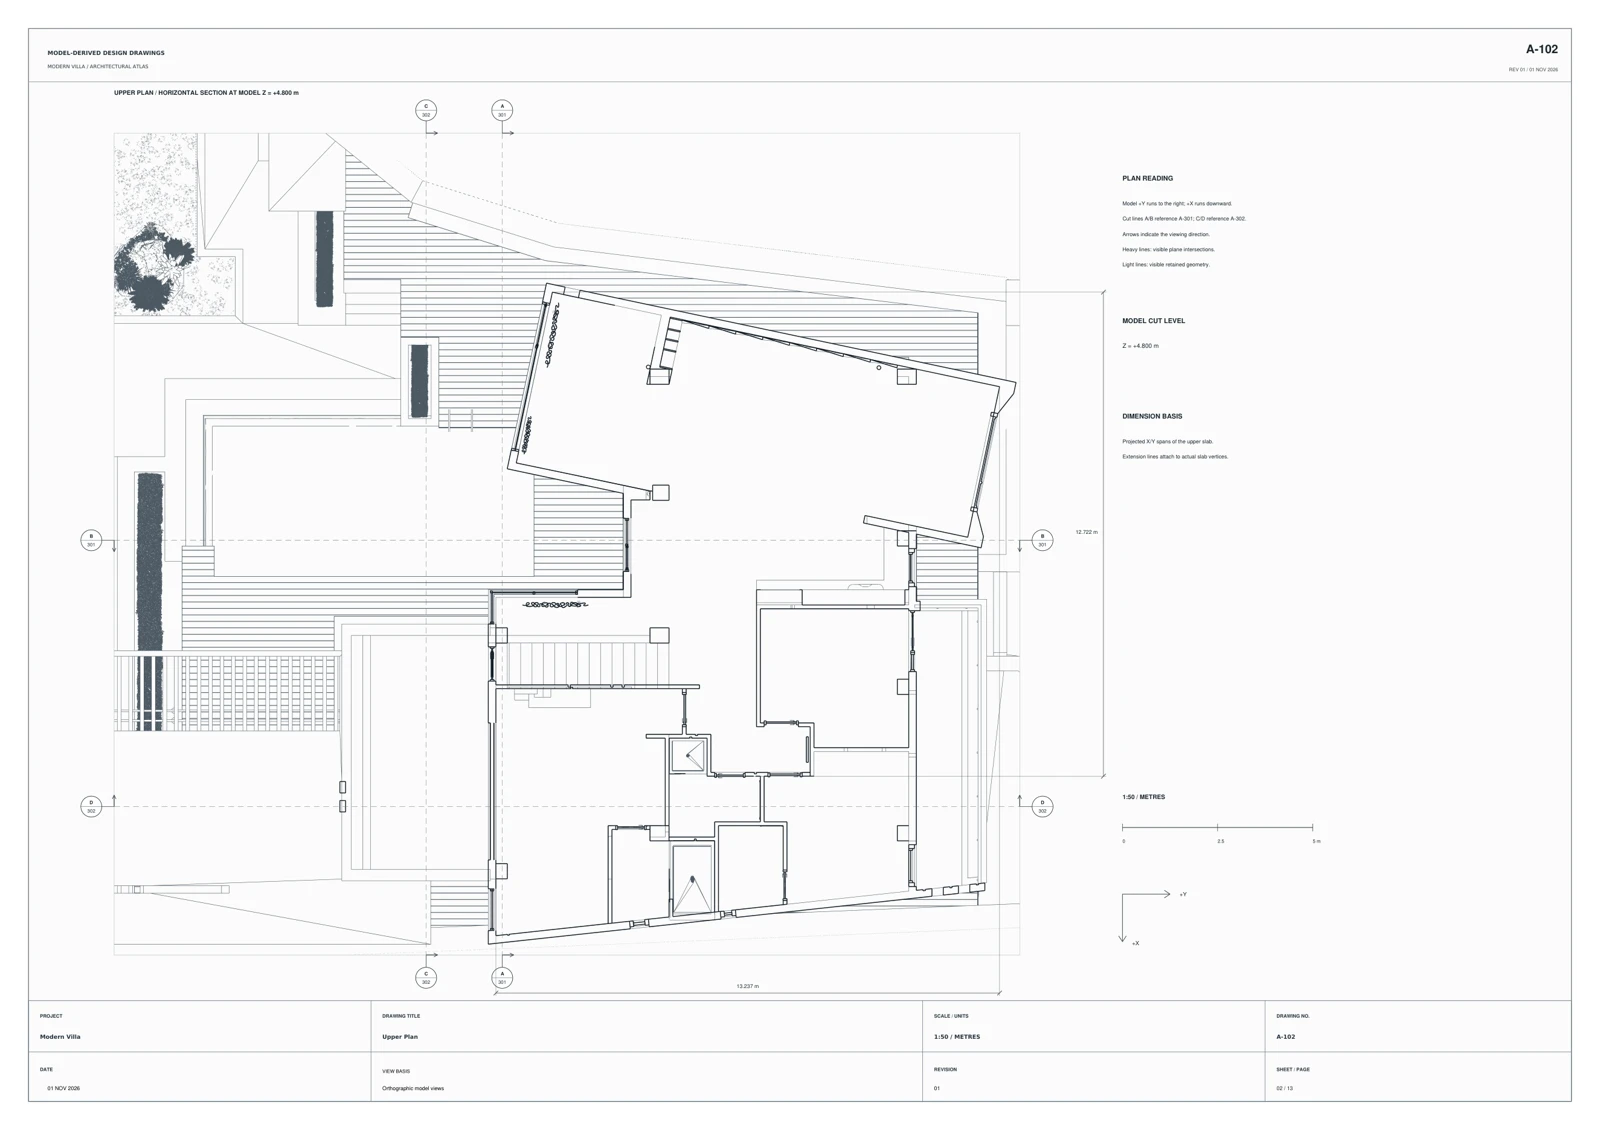 MODEL-DERIVED DESIGN DRAWINGS
MODERN VILLA / ARCHITECTURAL ATLAS
A-102
REV 01 / 01 NOV 2026
UPPER PLAN / HORIZONTAL SECTION AT MODEL Z = +4.800 m
C
302
A
301
PLAN READING
Model +Y runs to the right; +X runs downward.
Cut lines A/B reference A-301; C/D reference A-302.
Arrows indicate the viewing direction.
Heavy lines: visible plane intersections.
Light lines: visible retained geometry.
MODEL CUT LEVEL
Z = +4.800 m
DIMENSION BASIS
Projected X/Y spans of the upper slab.
Extension lines attach to actual slab vertices.
12.722 m
B
301
B
301
D
302
D
302
1:50 / METRES
0
2.5
5 m
+Y
+X
C
302
A
301
13.237 m
PROJECT
Modern Villa
DRAWING TITLE
Upper Plan
SCALE / UNITS
1:50 / METRES
DRAWING NO.
A-102
DATE
01 NOV 2026
VIEW BASIS
Orthographic model views
REVISION
01
SHEET / PAGE
02 / 13